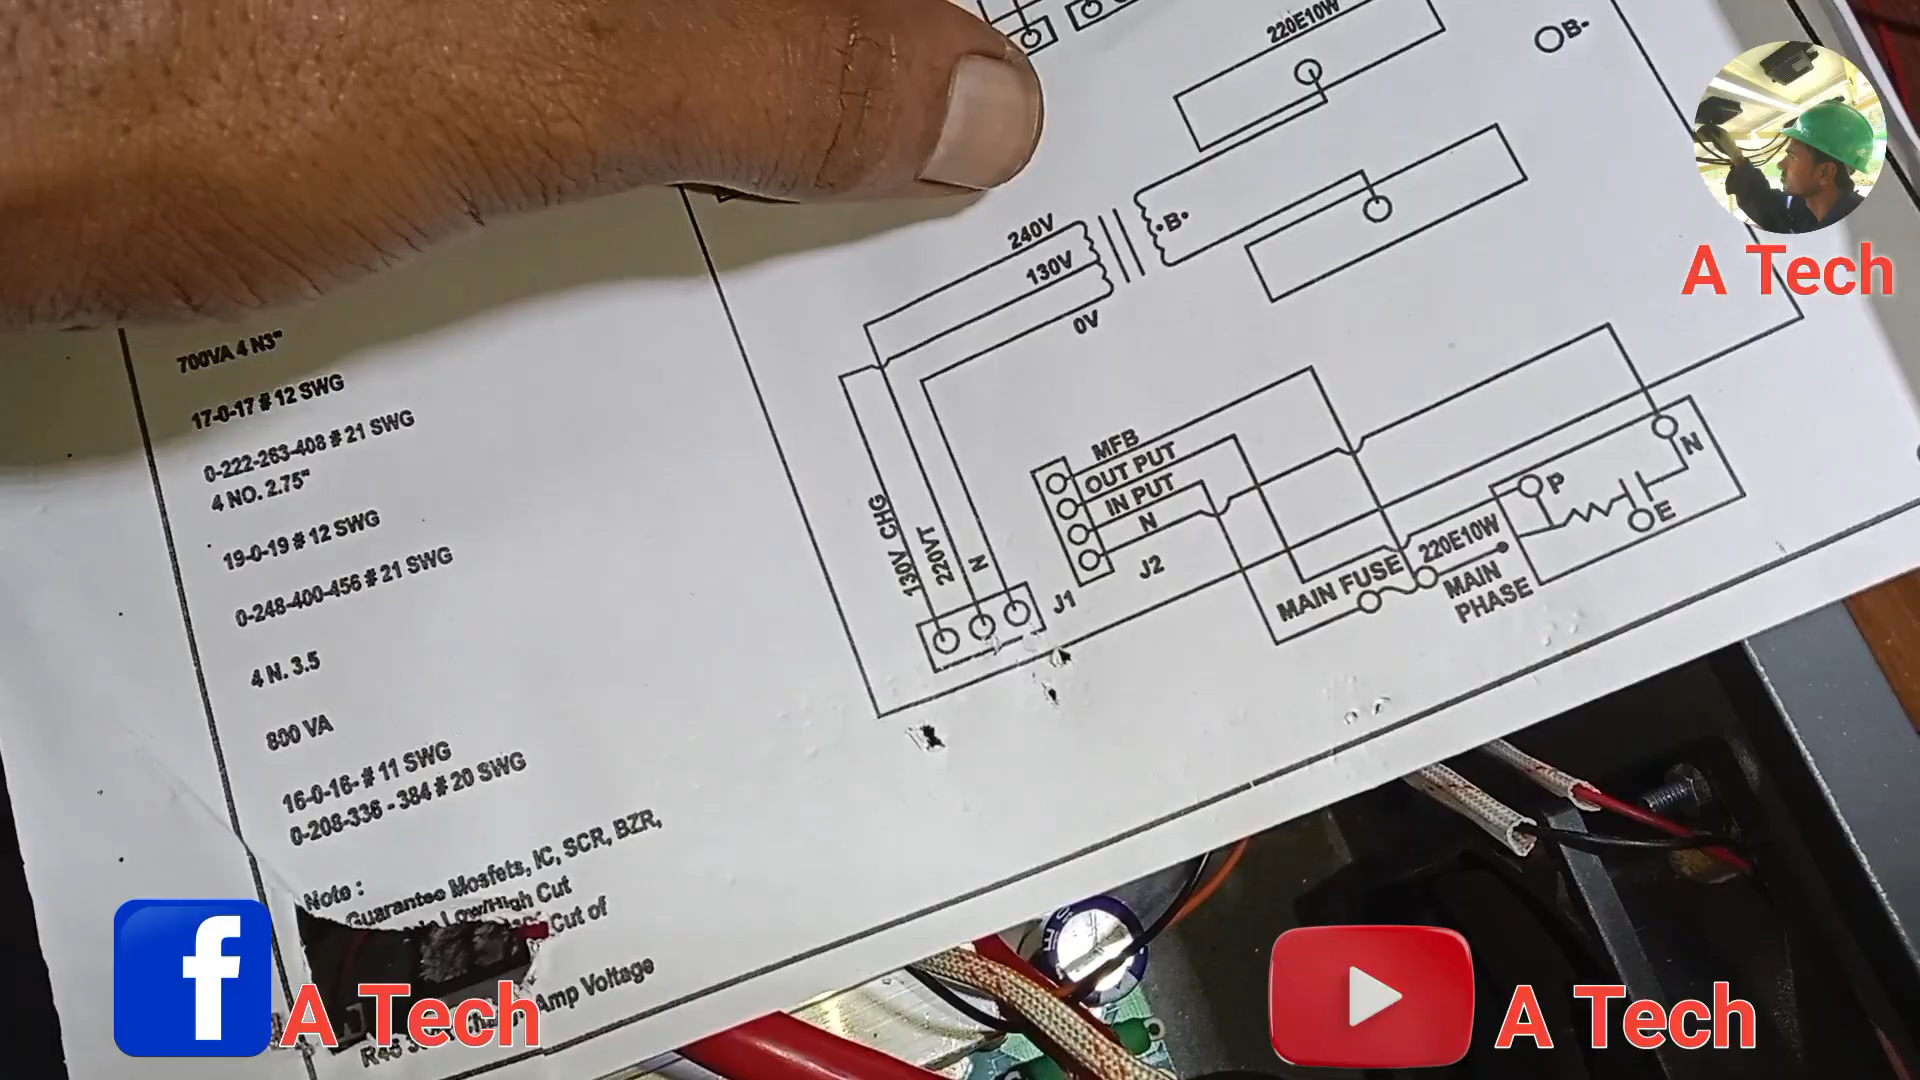 220E10W
B-
A Tech
240V
130V
0V
B
700VA 4 N3"
17-0-17 # 12 SWG
0-222-263-408 # 21 SWG
4 NO. 2.75"
19-0-19 # 12 SWG
0-248-400-456 # 21 SWG
4 N. 3.5
800 VA
16-0-16- # 11 SWG
0-208-336 - 384 # 20 SWG
Note :
Guarantee Mosfets, IC, SCR, BZR,
Low/High Cut
Cut of
Amp Voltage
130V CHG
220VT
N
J1
MFB
OUT PUT
IN PUT
N
J2
MAIN FUSE
220E10W
MAIN
PHASE
P
E
N
A Tech
A Tech